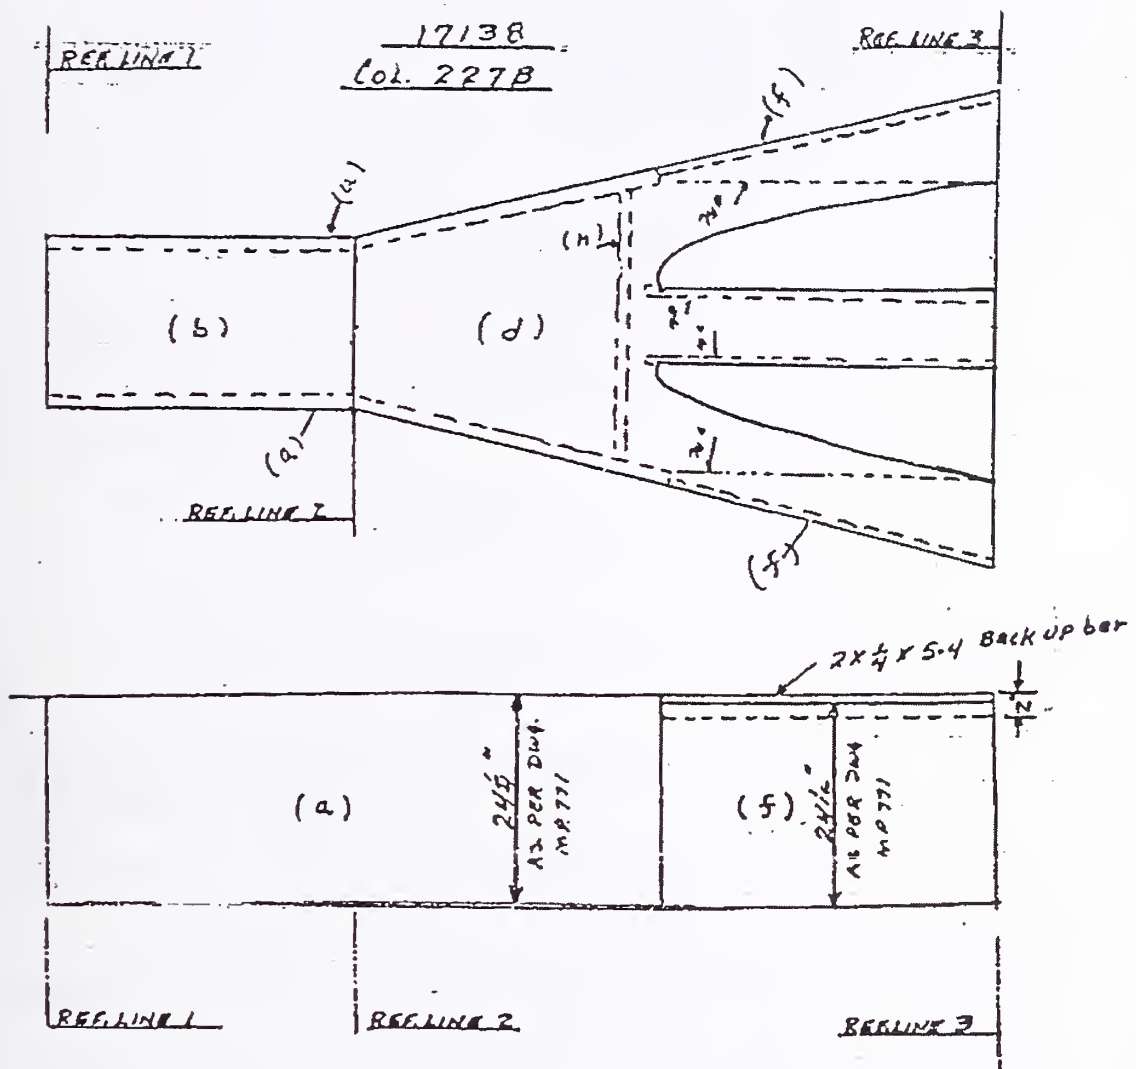 REF. LINE 1
17138
COL. 227B
REF. LINE 3
(f)
(a)
(n)
(b)
(d)
2"
(a)
REF. LINE 2
(f)
2 x 1/4 x 5.4 Back up bar
2
(a)
AS PER DWG.
MP.771
(f)
AS PER DWG
MP 771
REF. LINE 1
REF. LINE 2
REF. LINE 3